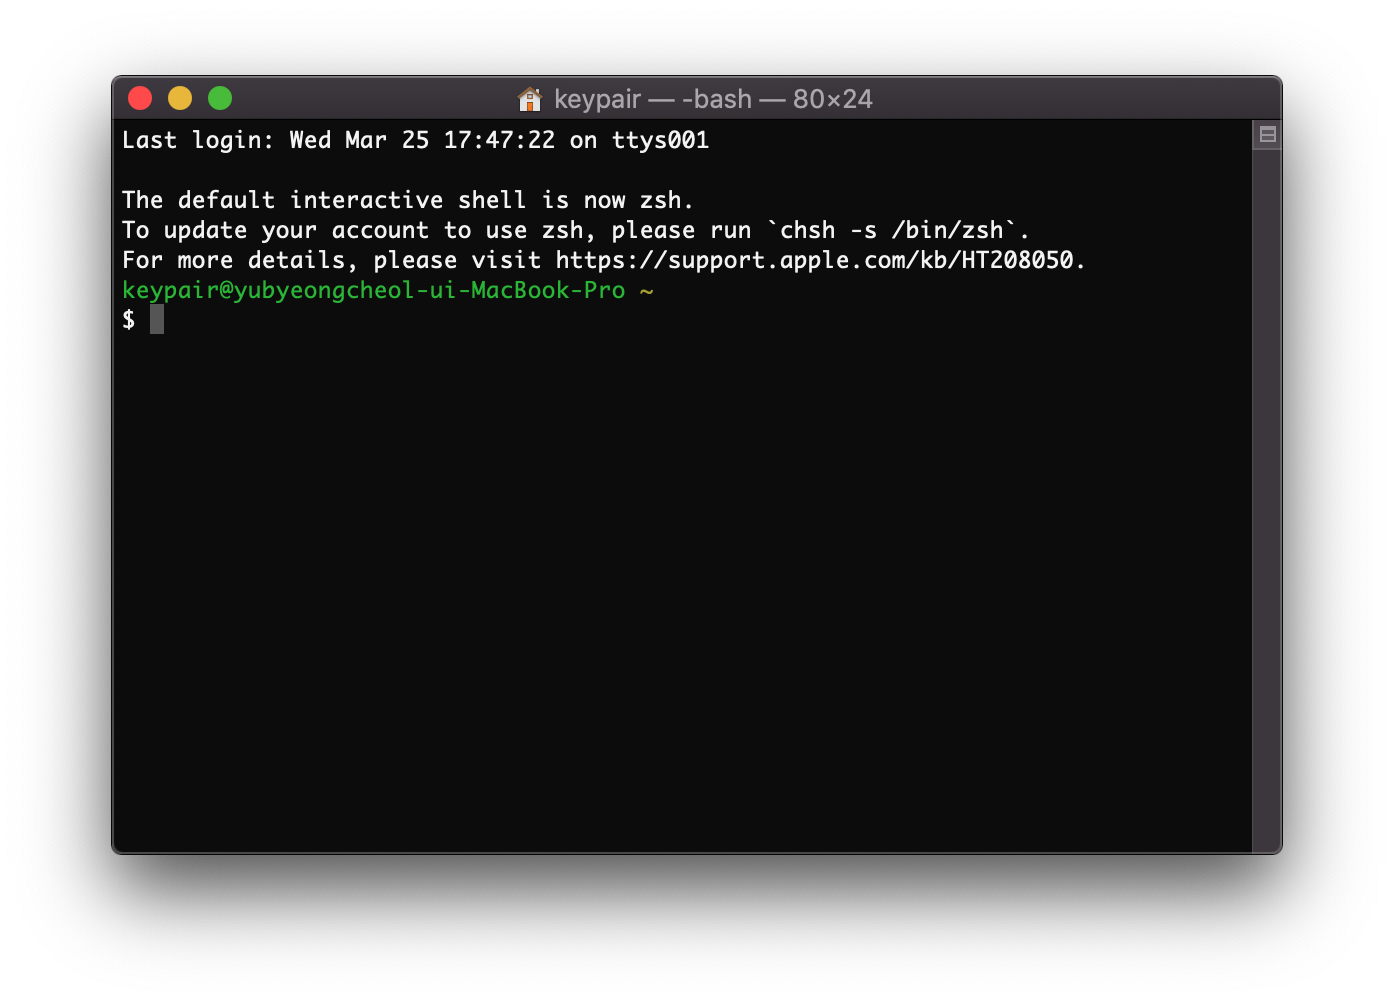 keypair — -bash — 80×24
Last login: Wed Mar 25 17:47:22 on ttys001
The default interactive shell is now zsh.
To update your account to use zsh, please run `chsh -s /bin/zsh`.
For more details, please visit https://support.apple.com/kb/HT208050.
keypair@yubyeongcheol-ui-MacBook-Pro ~
$